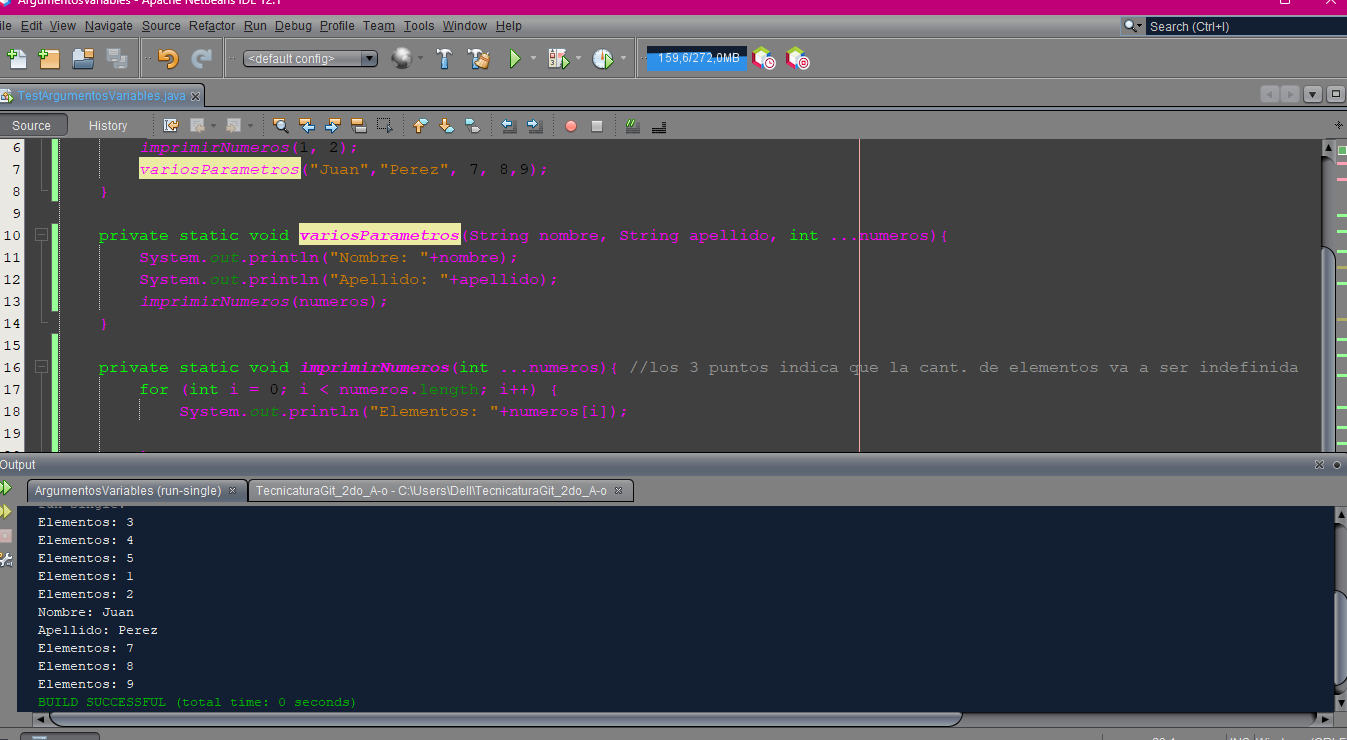 ArgumentosVariables - Apache NetBeans IDE 12.1
Edit View Navigate Source Refactor Run Debug Profile Team Tools Window Help
Search (Ctrl+I)
<default config>
159,6/272,0MB
TestArgumentosVariables.java
Source History
6 imprimirNumeros(1, 2);
7 variosParametros("Juan","Perez", 7, 8,9);
8 }
9
10 private static void variosParametros(String nombre, String apellido, int ...numeros){
11 System.out.println("Nombre: "+nombre);
12 System.out.println("Apellido: "+apellido);
13 imprimirNumeros(numeros);
14 }
15
16 private static void imprimirNumeros(int ...numeros){ //los 3 puntos indica que la cant. de elementos va a ser indefinida
17 for (int i = 0; i < numeros.length; i++) {
18 System.out.println("Elementos: "+numeros[i]);
19
Output
ArgumentosVariables (run-single) TecnicaturaGit_2do_A-o - C:\Users\Dell\TecnicaturaGit_2do_A-o
run-single:
Elementos: 3
Elementos: 4
Elementos: 5
Elementos: 1
Elementos: 2
Nombre: Juan
Apellido: Perez
Elementos: 7
Elementos: 8
Elementos: 9
BUILD SUCCESSFUL (total time: 0 seconds)